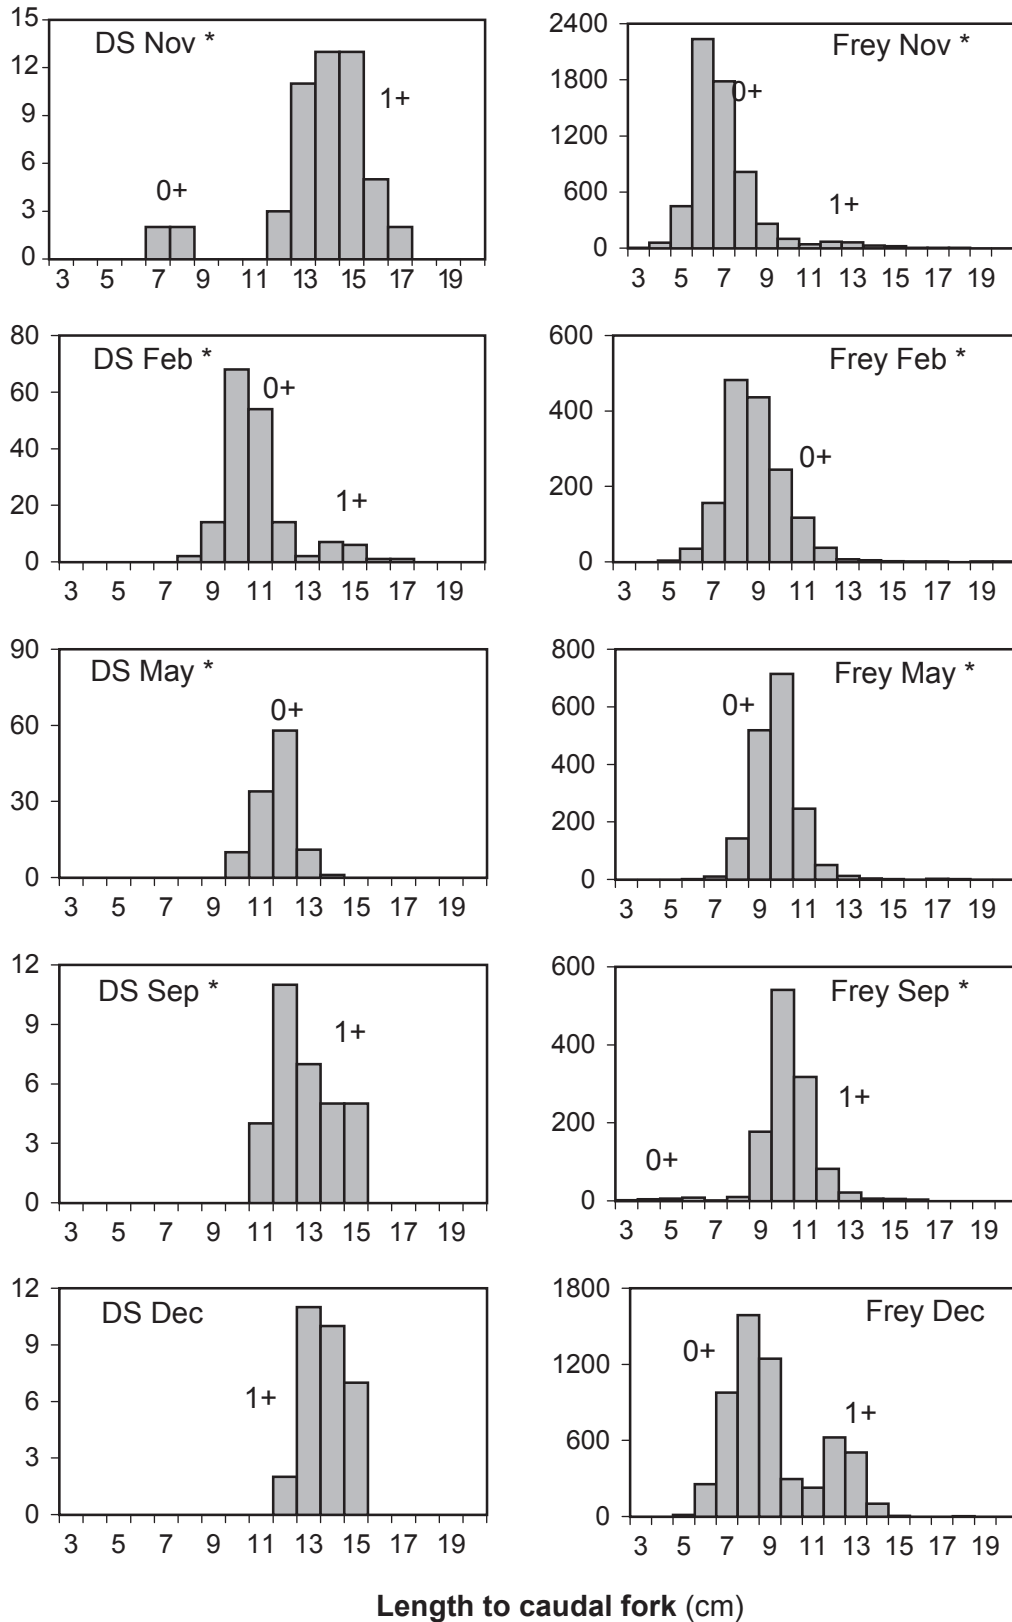 DS Nov *
15
12
9
6
3
0
0+
1+
3 5 7 9 11 13 15 17 19
Frey Nov *
2400
1800
1200
600
0
0+
1+
3 5 7 9 11 13 15 17 19
DS Feb *
80
60
40
20
0
0+
1+
3 5 7 9 11 13 15 17 19
Frey Feb *
600
400
200
0
0+
3 5 7 9 11 13 15 17 19
DS May *
90
60
30
0
0+
3 5 7 9 11 13 15 17 19
Frey May *
800
600
400
200
0
0+
3 5 7 9 11 13 15 17 19
DS Sep *
12
9
6
3
0
1+
3 5 7 9 11 13 15 17 19
Frey Sep *
600
400
200
0
0+
1+
3 5 7 9 11 13 15 17 19
DS Dec
12
9
6
3
0
1+
3 5 7 9 11 13 15 17 19
Frey Dec
1800
1200
600
0
0+
1+
3 5 7 9 11 13 15 17 19
Length to caudal fork (cm)